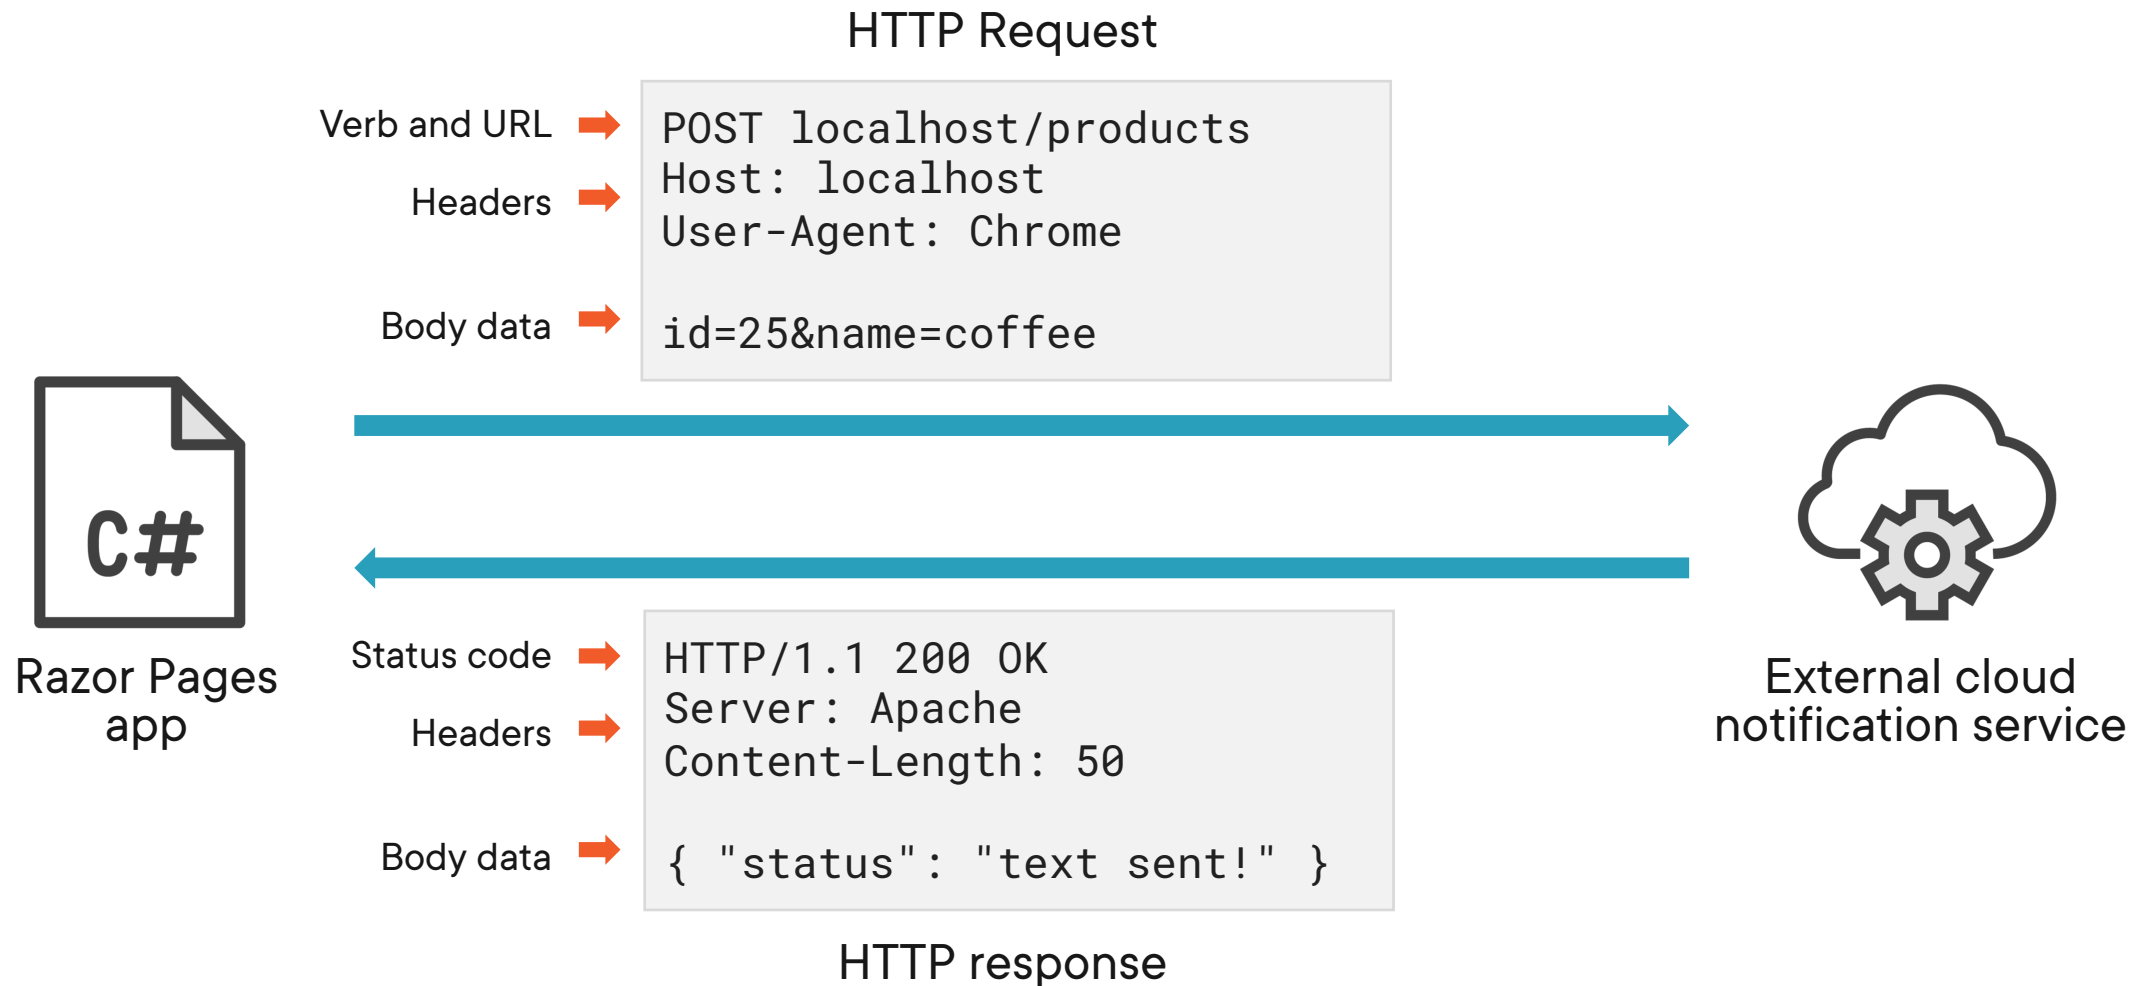 HTTP Request
Verb and URL
POST localhost/products
Headers
Host: localhost
User-Agent: Chrome
Body data
id=25&name=coffee
C#
Razor Pages
app
External cloud
notification service
Status code
HTTP/1.1 200 OK
Headers
Server: Apache
Content-Length: 50
Body data
{ "status": "text sent!" }
HTTP response